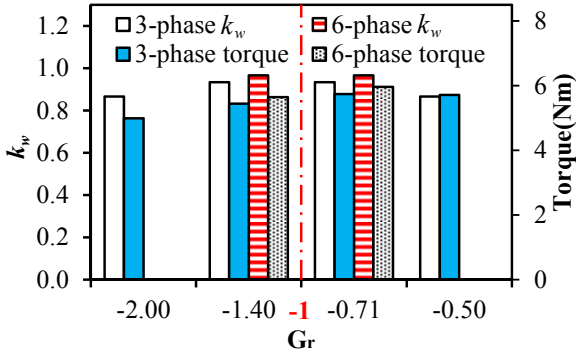 3-phase k_w 6-phase k_w
3-phase torque 6-phase torque
1.2
1.0
0.8
0.6
0.4
0.2
0.0
k_w
8
6
4
2
0
Torque(Nm)
-2.00 -1.40 -1 -0.71 -0.50
G_r